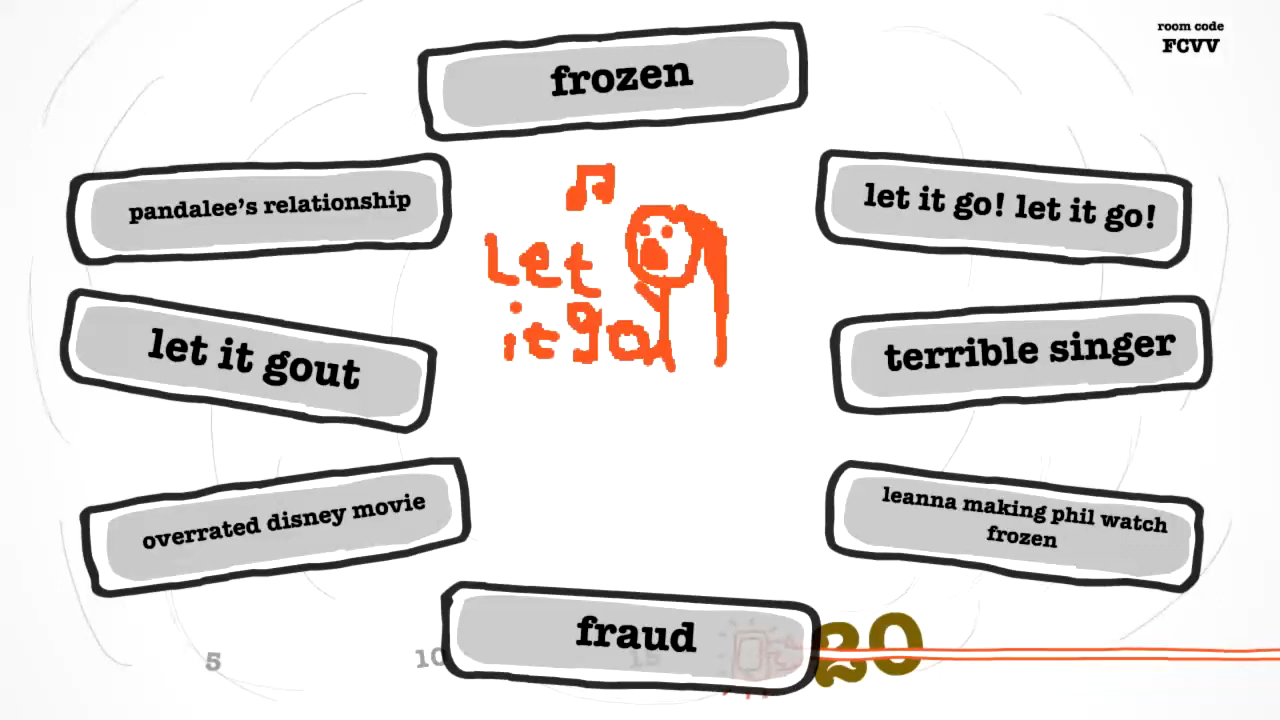 room code
FCVV
frozen
pandalee's relationship
let it go! let it go!
Let
it go
let it gout
terrible singer
overrated disney movie
leanna making phil watch
frozen
fraud
5
10
15
20